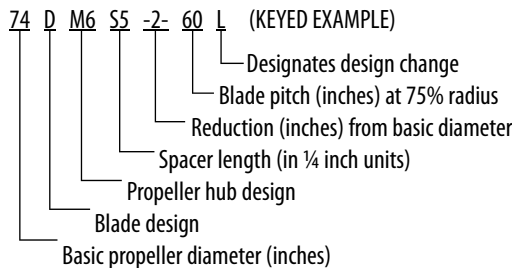 74 D M6 S5 -2- 60 L (KEYED EXAMPLE)
Designates design change
Blade pitch (inches) at 75% radius
Reduction (inches) from basic diameter
Spacer length (in ¼ inch units)
Propeller hub design
Blade design
Basic propeller diameter (inches)